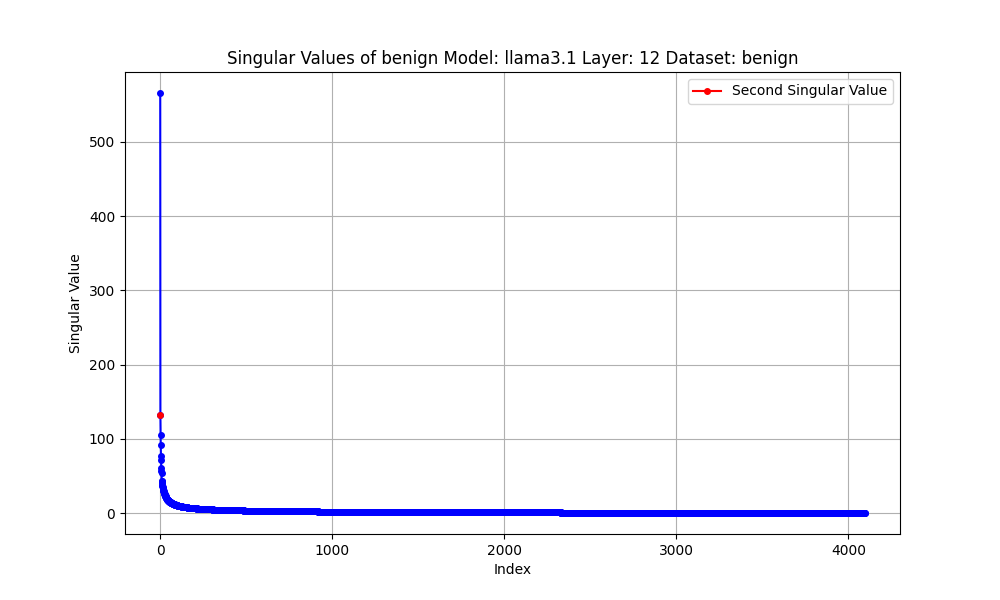 Singular Values of benign Model: llama3.1 Layer: 12 Dataset: benign
Second Singular Value
500
400
300
200
100
0
Singular Value
0 1000 2000 3000 4000
Index